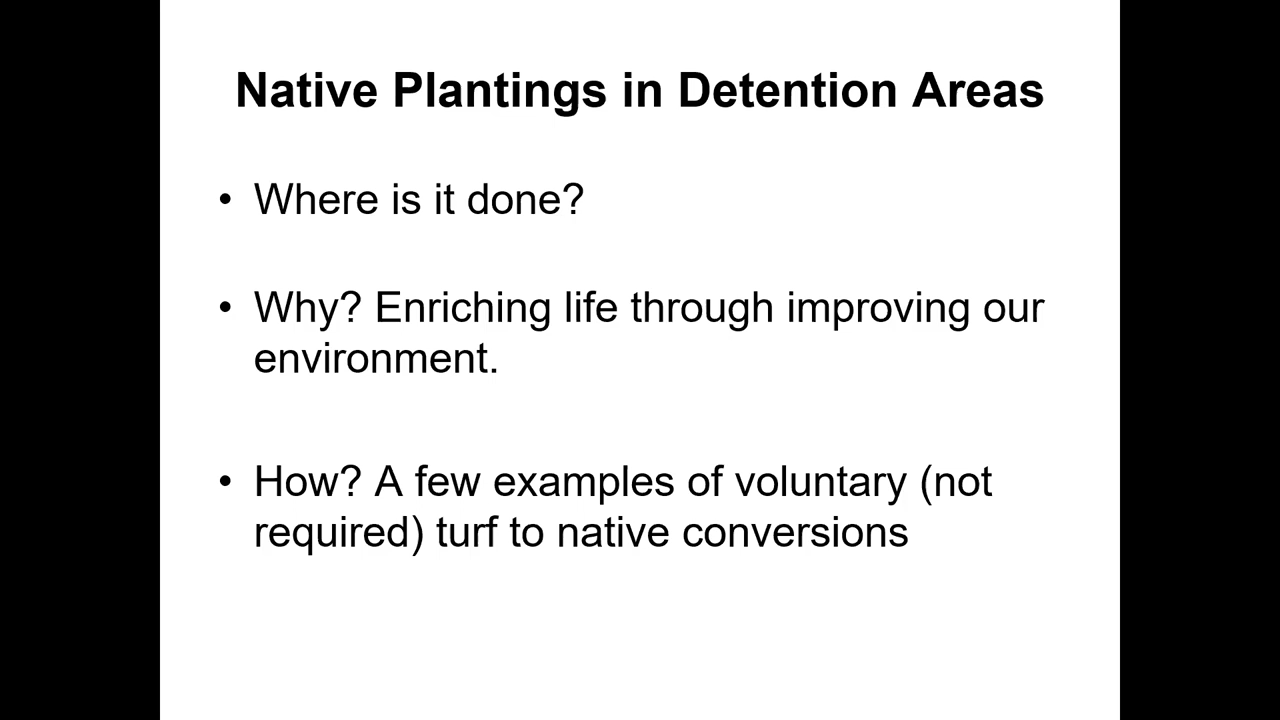 Native Plantings in Detention Areas
• Where is it done?
• Why? Enriching life through improving our
environment.
• How? A few examples of voluntary (not
required) turf to native conversions